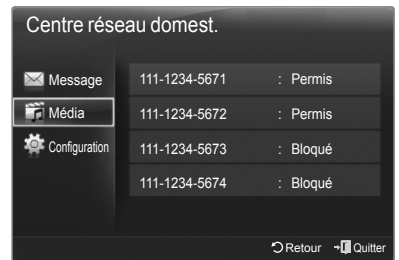 Centre réseau domest.
Message
Média
Configuration
111-1234-5671 : Permis
111-1234-5672 : Permis
111-1234-5673 : Bloqué
111-1234-5674 : Bloqué
Retour Quitter